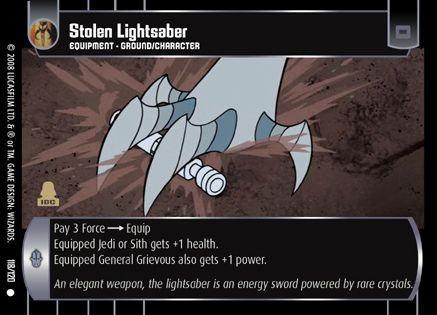 Stolen Lightsaber
EQUIPMENT - GROUND/CHARACTER
IDC
Pay 3 Force → Equip
Equipped Jedi or Sith gets +1 health.
Equipped General Grievous also gets +1 power.
An elegant weapon, the lightsaber is an energy sword powered by rare crystals.
© 2008 LUCASFILM LTD. & ® or TM. GAME DESIGN: WIZARDS. 118/120